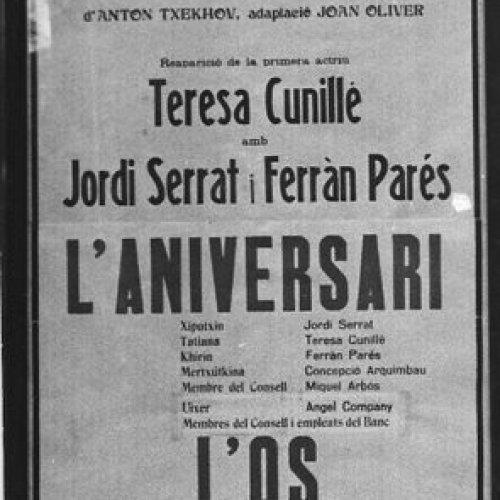 d'ANTON TXEKHOV, adaptació JOAN OLIVER
Reaparició de la primera actriu
Teresa Cunillé
amb
Jordi Serrat i Ferràn Parés
L'ANIVERSARI
Xiputxin Jordi Serrat
Tatiana Teresa Cunillé
Khirin Ferràn Parés
Mertxútkina Concepció Arquimbau
Membre del Consell Miquel Arbós
Uixer Angel Company
Membres del Consell i empleats del Banc
L'OS